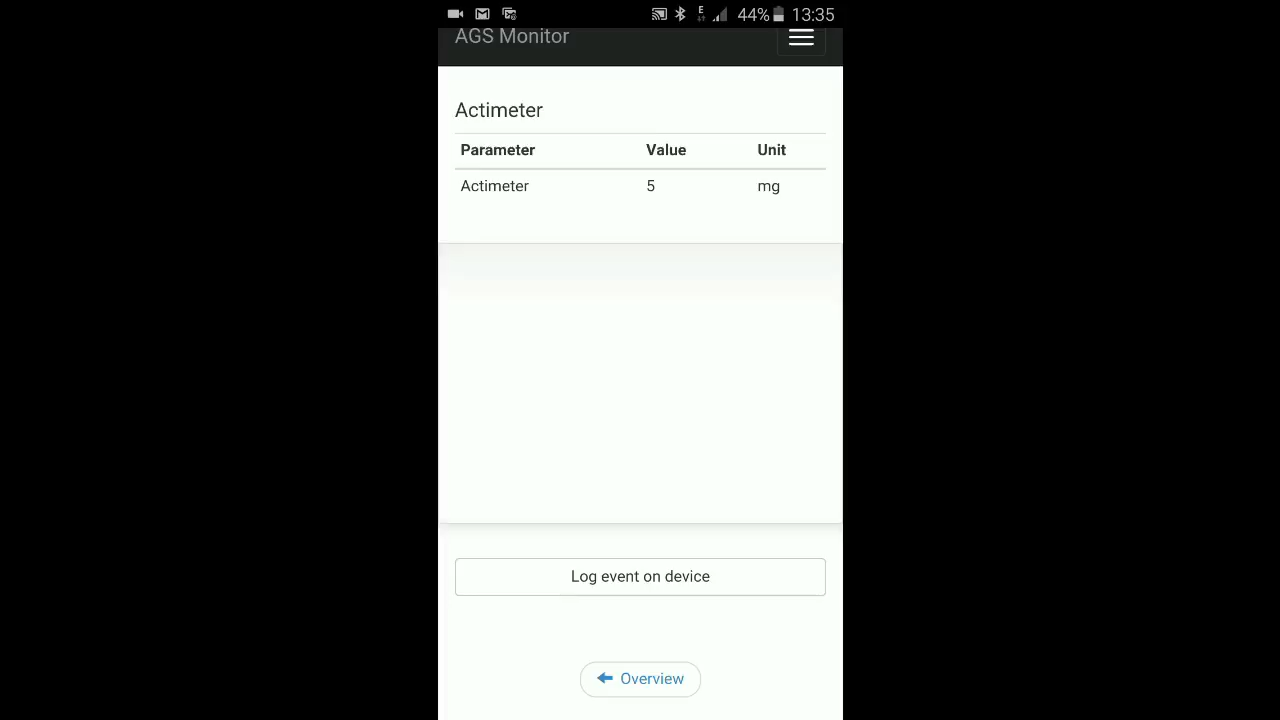 E 44% 13:35
AGS Monitor
Actimeter
Parameter Value Unit
Actimeter 5 mg
Log event on device
Overview